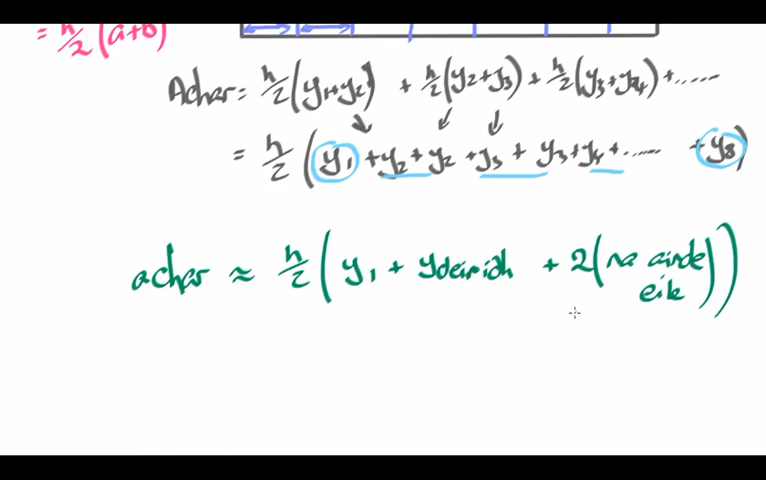 = h/2 (a+b)
Achar = h/2 (y1+y2) + h/2 (y2+y3) + h/2 (y3+y4) + ......
= h/2 (y1 + y2 + y2 + y3 + y3 + y4 + ...... + y8)
achar ≈ h/2 (y1 + ydeiridh + 2(na airde eile))